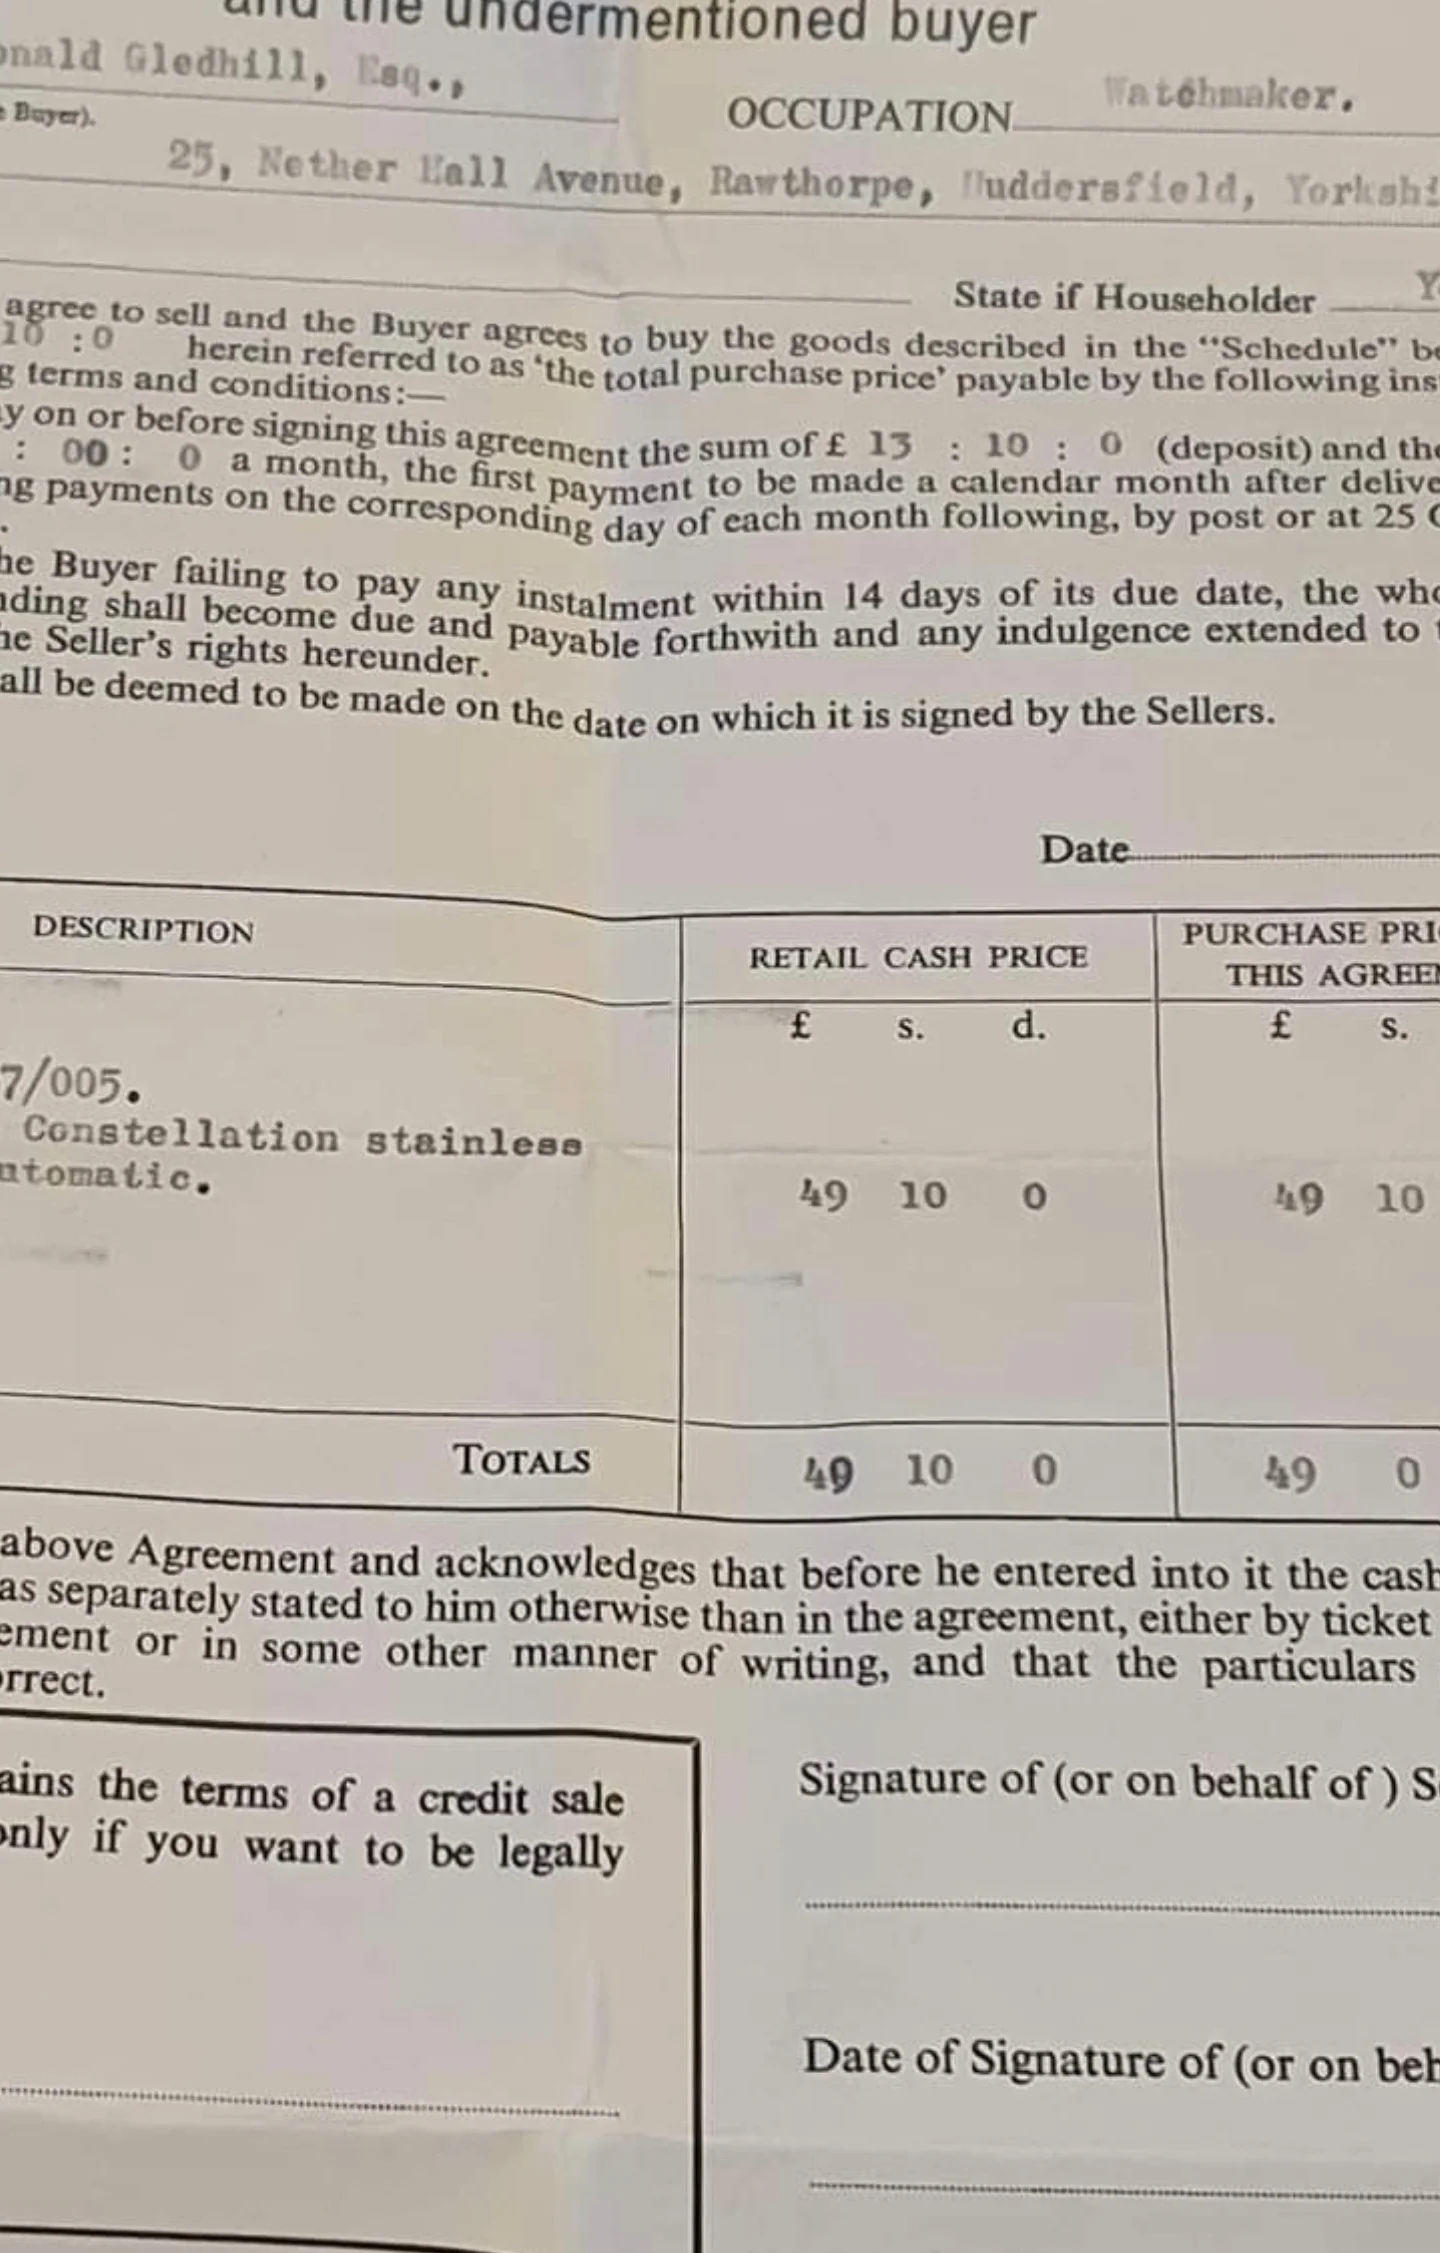 and the undermentioned buyer
onald Gledhill, Esq.,
OCCUPATION Watchmaker.
e Buyer).
25, Nether Hall Avenue, Rawthorpe, Huddersfield, Yorkshi
State if Householder Y
agree to sell and the Buyer agrees to buy the goods described in the "Schedule" be
10 : 0 herein referred to as 'the total purchase price' payable by the following ins
g terms and conditions:—
y on or before signing this agreement the sum of £ 13 : 10 : 0 (deposit) and the
: 00 : 0 a month, the first payment to be made a calendar month after delive
ng payments on the corresponding day of each month following, by post or at 25
.
he Buyer failing to pay any instalment within 14 days of its due date, the who
nding shall become due and payable forthwith and any indulgence extended to t
he Seller's rights hereunder.
all be deemed to be made on the date on which it is signed by the Sellers.
Date
DESCRIPTION
RETAIL CASH PRICE
PURCHASE PRI
THIS AGREEM
£ s. d.
£ s.
7/005.
Constellation stainless
utomatic.
49 10 0
49 10
TOTALS
49 10 0
49 0
above Agreement and acknowledges that before he entered into it the cash
as separately stated to him otherwise than in the agreement, either by ticket
ement or in some other manner of writing, and that the particulars
orrect.
ains the terms of a credit sale
only if you want to be legally
Signature of (or on behalf of ) S
Date of Signature of (or on beh